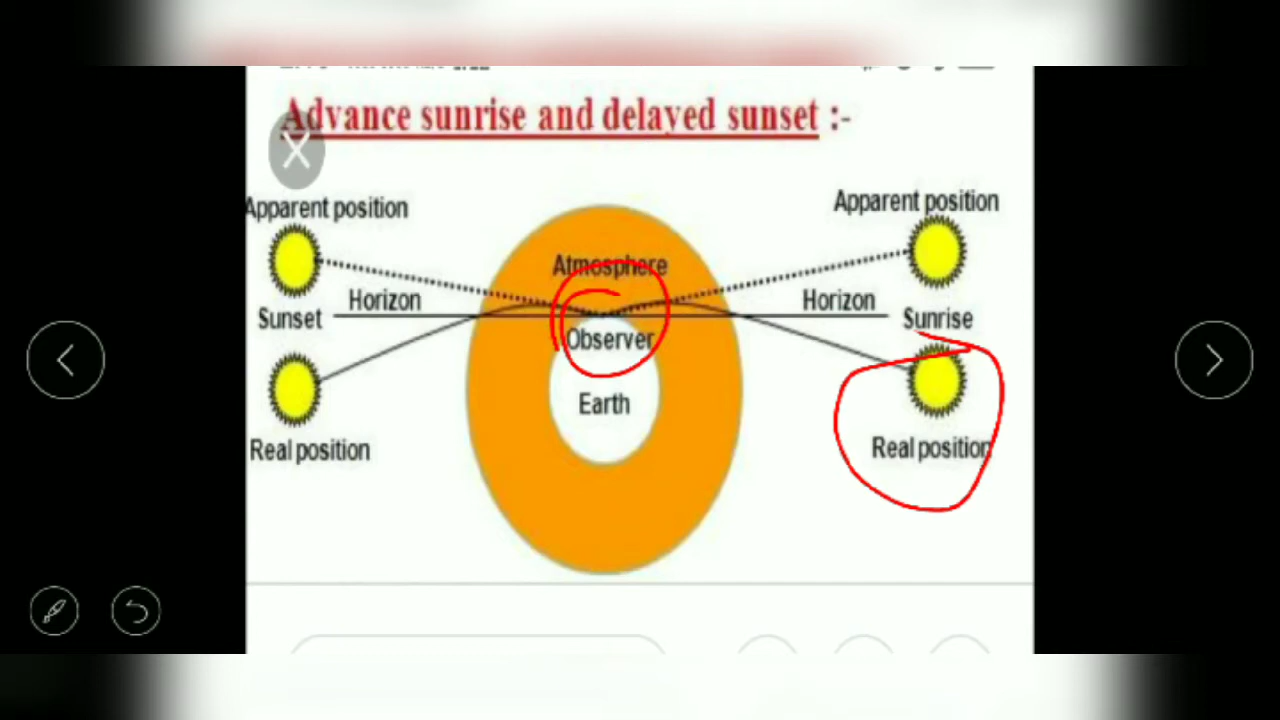 Advance sunrise and delayed sunset :-
Apparent position
Apparent position
Atmosphere
Horizon
Horizon
Sunset
Sunrise
Observer
Earth
Real position
Real position